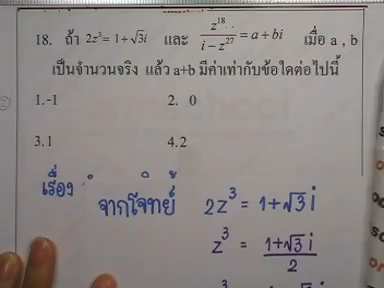 18. ถ้า 2z³ = 1+√3i และ z¹⁸/(i − z²⁷) = a + bi เมื่อ a , b
เป็นจำนวนจริง แล้ว a+b มีค่าเท่ากับข้อใดต่อไปนี้
1.-1 2. 0
3.1 4.2
เรื่อง
จากโจทย์ 2z³ = 1+√3 i
z³ = (1+√3 i)/2